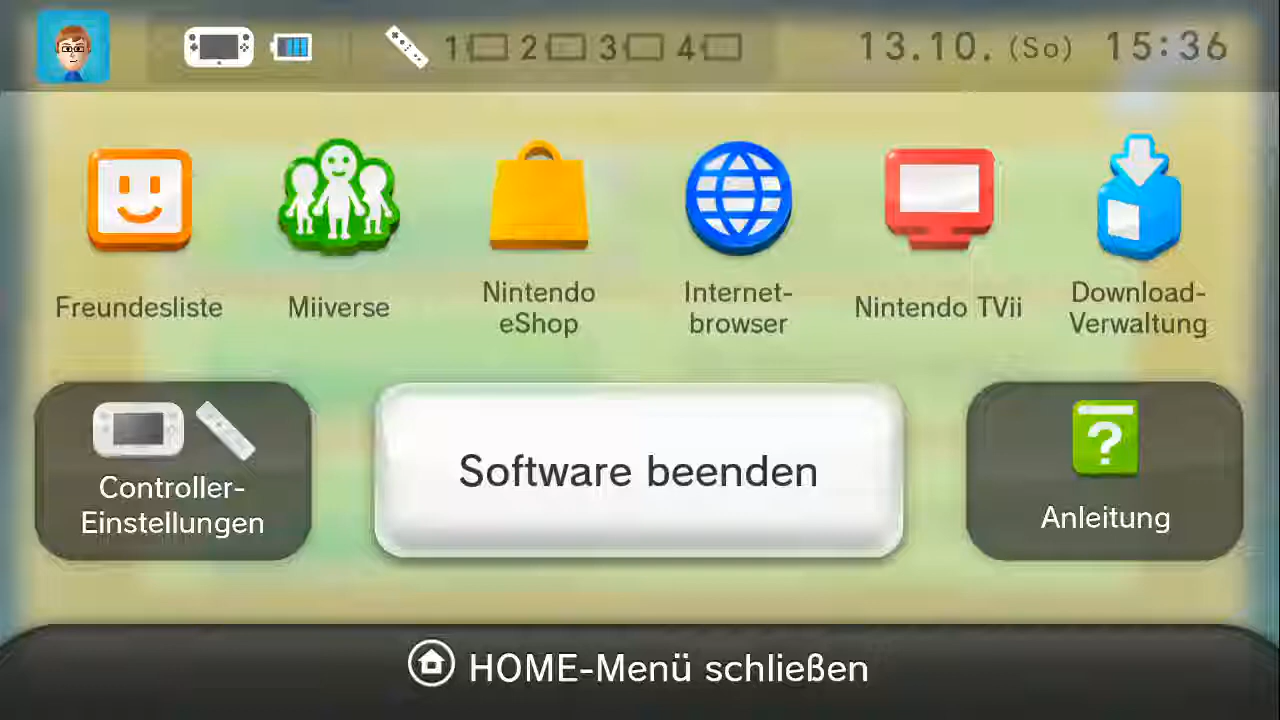 1 2 3 4 13.10. (So) 15:36
Freundesliste
Miiverse
Nintendo
eShop
Internet-
browser
Nintendo TVii
Download-
Verwaltung
Controller-
Einstellungen
Software beenden
?
Anleitung
HOME-Menü schließen